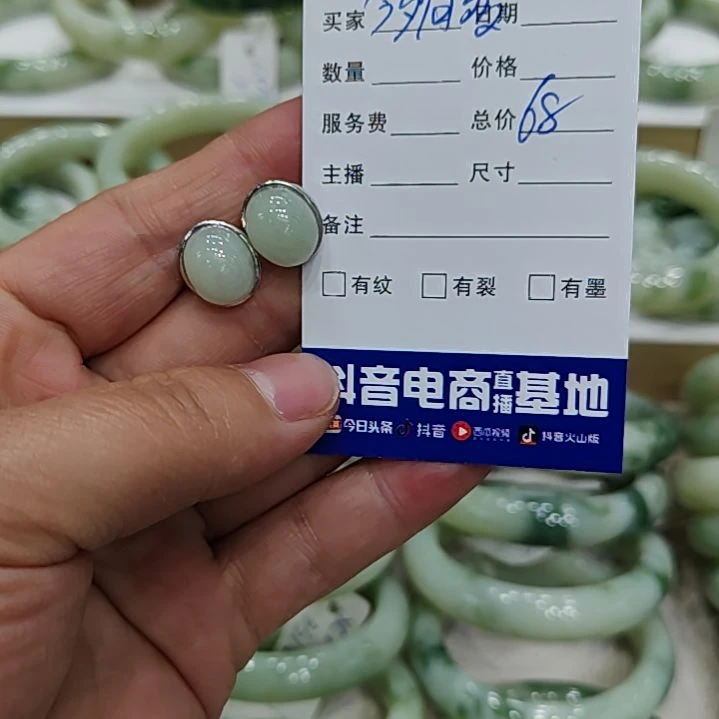 买家 日期
数量 价格
服务费 总价 68
主播 尺寸
备注
有纹 有裂 有墨
抖音电商直播基地
今日头条 抖音 西瓜视频 抖音火山版